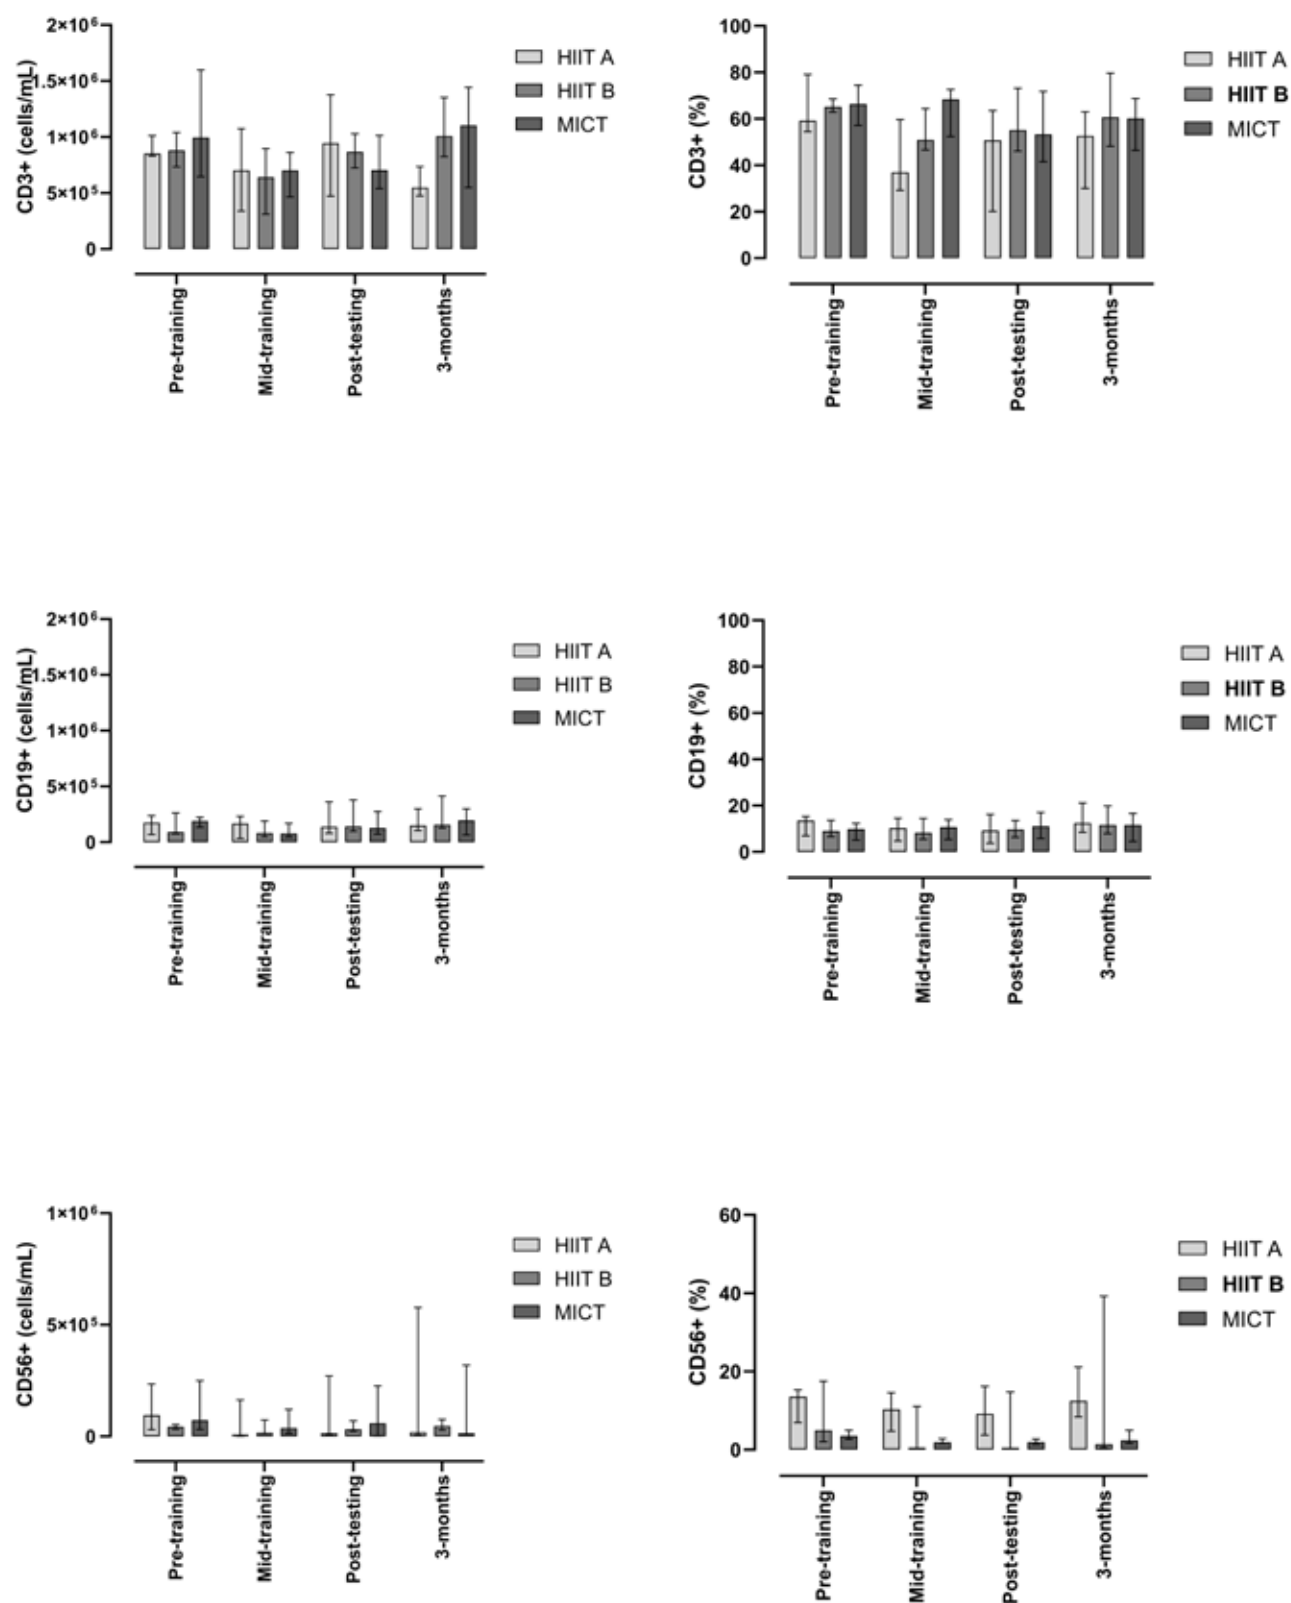 CD3+ (cells/mL)
2×10⁶
1.5×10⁶
1×10⁶
5×10⁵
0
Pre-training
Mid-training
Post-testing
3-months
HIIT A
HIIT B
MICT
CD3+ (%)
100
80
60
40
20
0
Pre-training
Mid-training
Post-testing
3-months
HIIT A
HIIT B
MICT
CD19+ (cells/mL)
2×10⁶
1.5×10⁶
1×10⁶
5×10⁵
0
Pre-training
Mid-training
Post-testing
3-months
HIIT A
HIIT B
MICT
CD19+ (%)
100
80
60
40
20
0
Pre-training
Mid-training
Post-testing
3-months
HIIT A
HIIT B
MICT
CD56+ (cells/mL)
1×10⁶
5×10⁵
0
Pre-training
Mid-training
Post-testing
3-months
HIIT A
HIIT B
MICT
CD56+ (%)
60
40
20
0
Pre-training
Mid-training
Post-testing
3-months
HIIT A
HIIT B
MICT